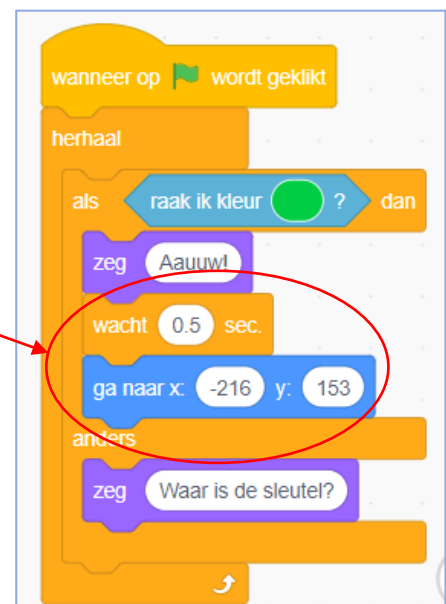 wanneer op wordt geklikt
herhaal
als raak ik kleur ? dan
zeg Aauuw!
wacht 0.5 sec.
ga naar x: -216 y: 153
anders
zeg Waar is de sleutel?